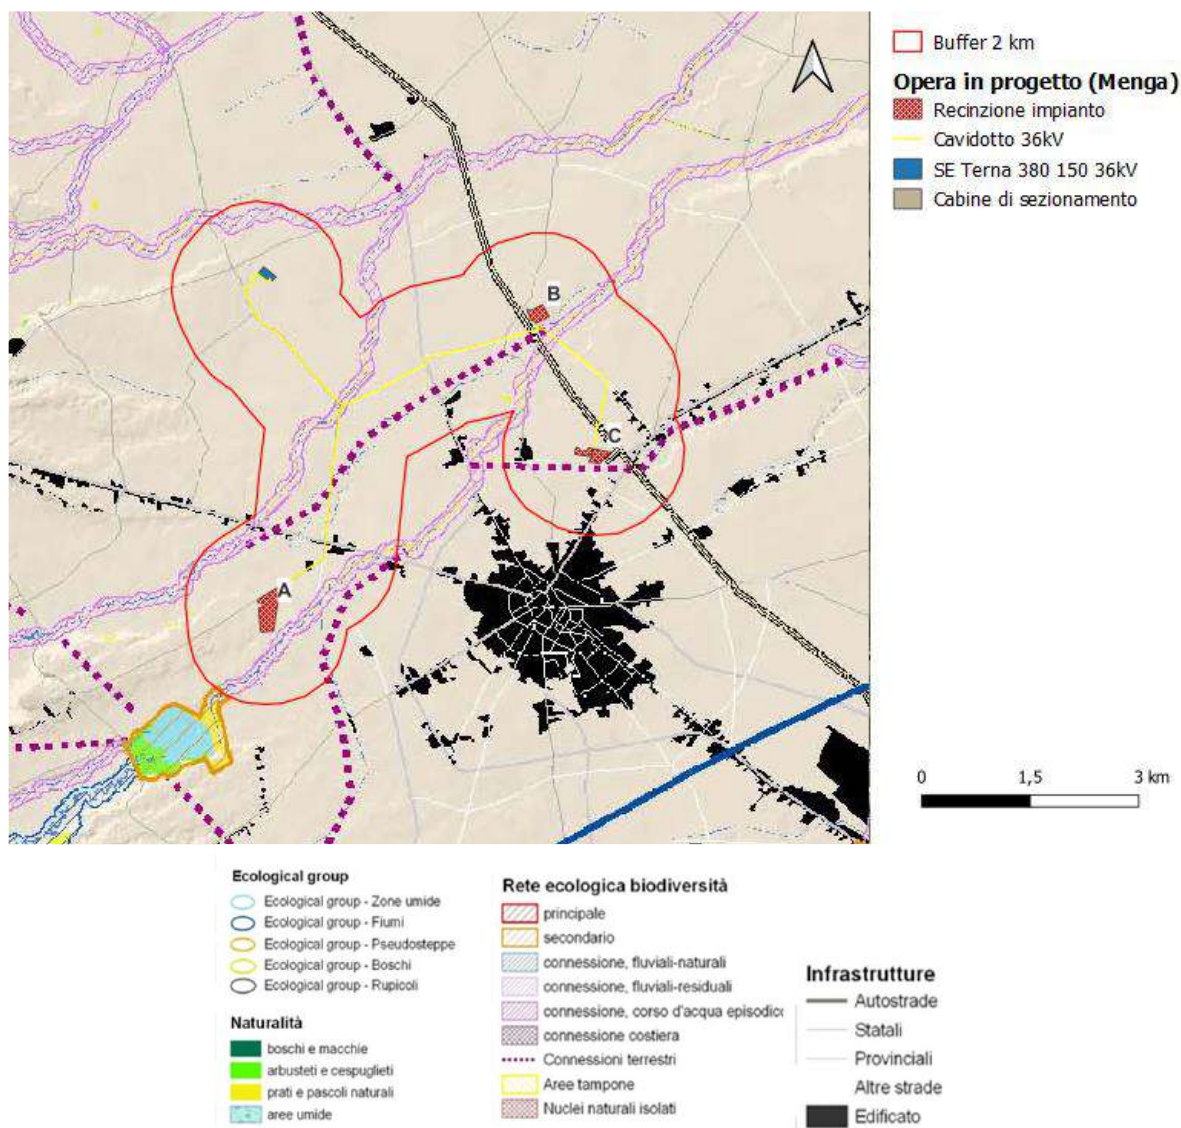 Buffer 2 km
Opera in progetto (Menga)
Recinzione impianto
Cavidotto 36kV
SE Terna 380 150 36kV
Cabine di sezionamento
B
C
A
0 1,5 3 km
Ecological group
Ecological group - Zone umide
Ecological group - Fiumi
Ecological group - Pseudosteppe
Ecological group - Boschi
Ecological group - Rupicoli
Naturalità
boschi e macchie
arbusteti e cespuglieti
prati e pascoli naturali
aree umide
Rete ecologica biodiversità
principale
secondario
connessione, fluviali-naturali
connessione, fluviali-residuali
connessione, corso d'acqua episodico
connessione costiera
Connessioni terrestri
Aree tampone
Nuclei naturali isolati
Infrastrutture
Autostrade
Statali
Provinciali
Altre strade
Edificato